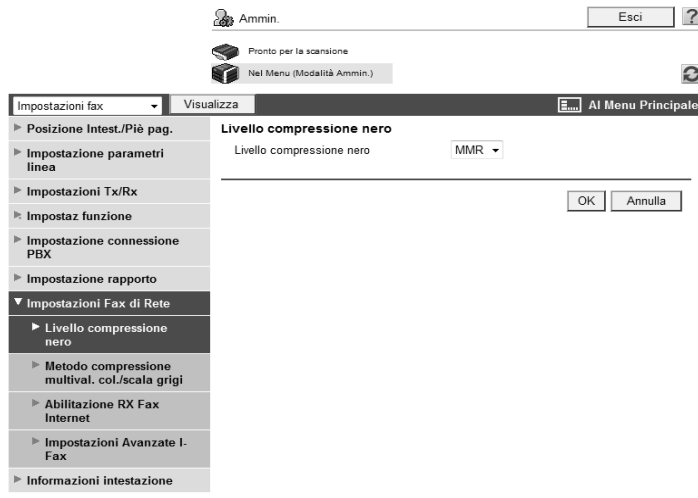 Ammin.
Esci
?
Pronto per la scansione
Nel Menu (Modalità Ammin.)
Impostazioni fax
Visualizza
Al Menu Principale
Posizione Intest./Piè pag.
Impostazione parametri
linea
Impostazioni Tx/Rx
Impostaz funzione
Impostazione connessione
PBX
Impostazione rapporto
Impostazioni Fax di Rete
Livello compressione
nero
Metodo compressione
multival. col./scala grigi
Abilitazione RX Fax
Internet
Impostazioni Avanzate I-
Fax
Informazioni intestazione
Livello compressione nero
Livello compressione nero
MMR
OK
Annulla